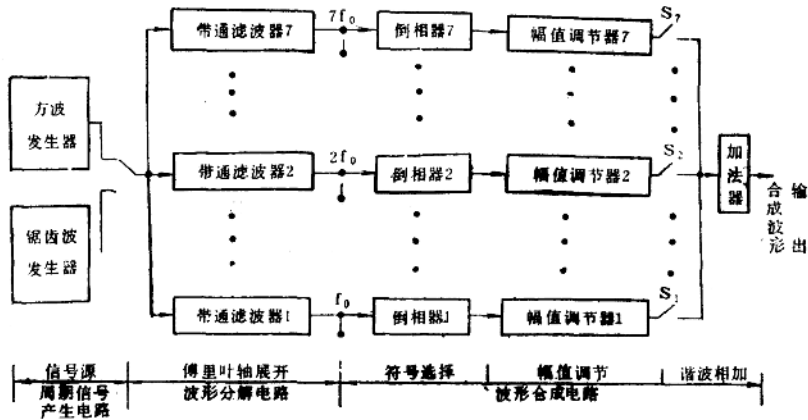 带通滤波器7
7f₀
倒相器7
幅值调节器7
S₇
方波
发生器
带通滤波器2
2f₀
倒相器2
幅值调节器2
S₂
加法器
合成波形
输出
锯齿波
发生器
带通滤波器1
f₀
倒相器1
幅值调节器1
S₁
信号源
周期信号
产生电路
傅里叶轴展开
波形分解电路
符号选择
幅值调节
波形合成电路
谐波相加